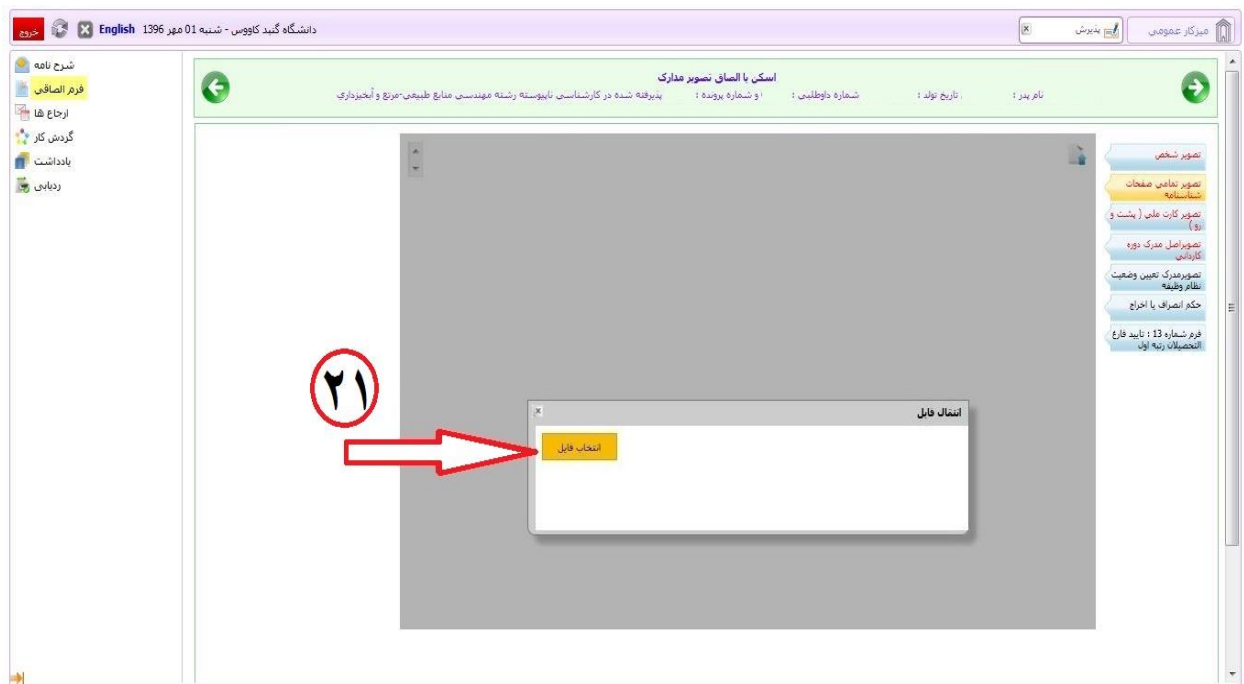 میزکار عمومی
پذیرش
دانشگاه گنبد کاووس - شنبه 01 مهر 1396 English
خروج
شرح نامه
فرم الصاقی
ارجاع ها
گردش کار
یادداشت
ردیابی
اسکن یا الصاق تصویر مدارک
نام پدر : تاریخ تولد : شماره داوطلبی : و شماره پرونده : پذیرفته شده در کارشناسی ناپیوسته رشته مهندسی منابع طبیعی-مرتع و آبخیزداری
تصویر شخص
تصویر تمامی صفحات
شناسنامه
تصویر کارت ملی ( پشت و
رو )
تصویراصل مدرک دوره
کاردانی
تصویرمدرک تعیین وضعیت
نظام وظیفه
حکم انصراف یا اخراج
فرم شماره 13 : تایید فارغ
التحصیلان رتبه اول
۲۱
انتقال فایل
انتخاب فایل